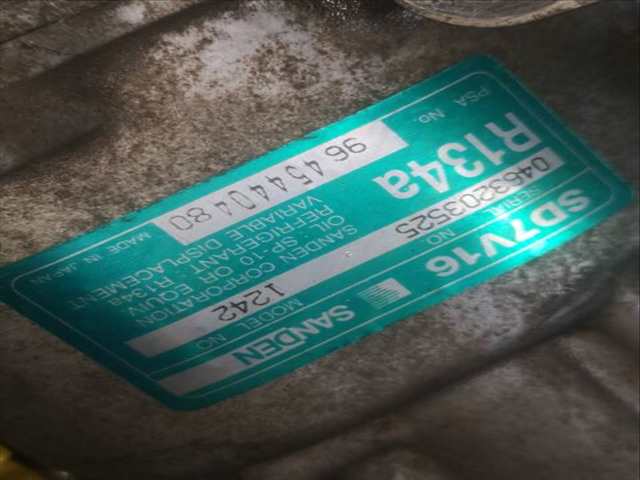 SD7V16 SANDEN
SERIAL NO MODEL NO
0463203525 1242
R134a
SANDEN CORPORATION
OIL SP-10 OR EQUIV
REFRIGERANT R134a
VARIABLE DISPLACEMENT
PSA No. 9645440480 MADE IN JAPAN